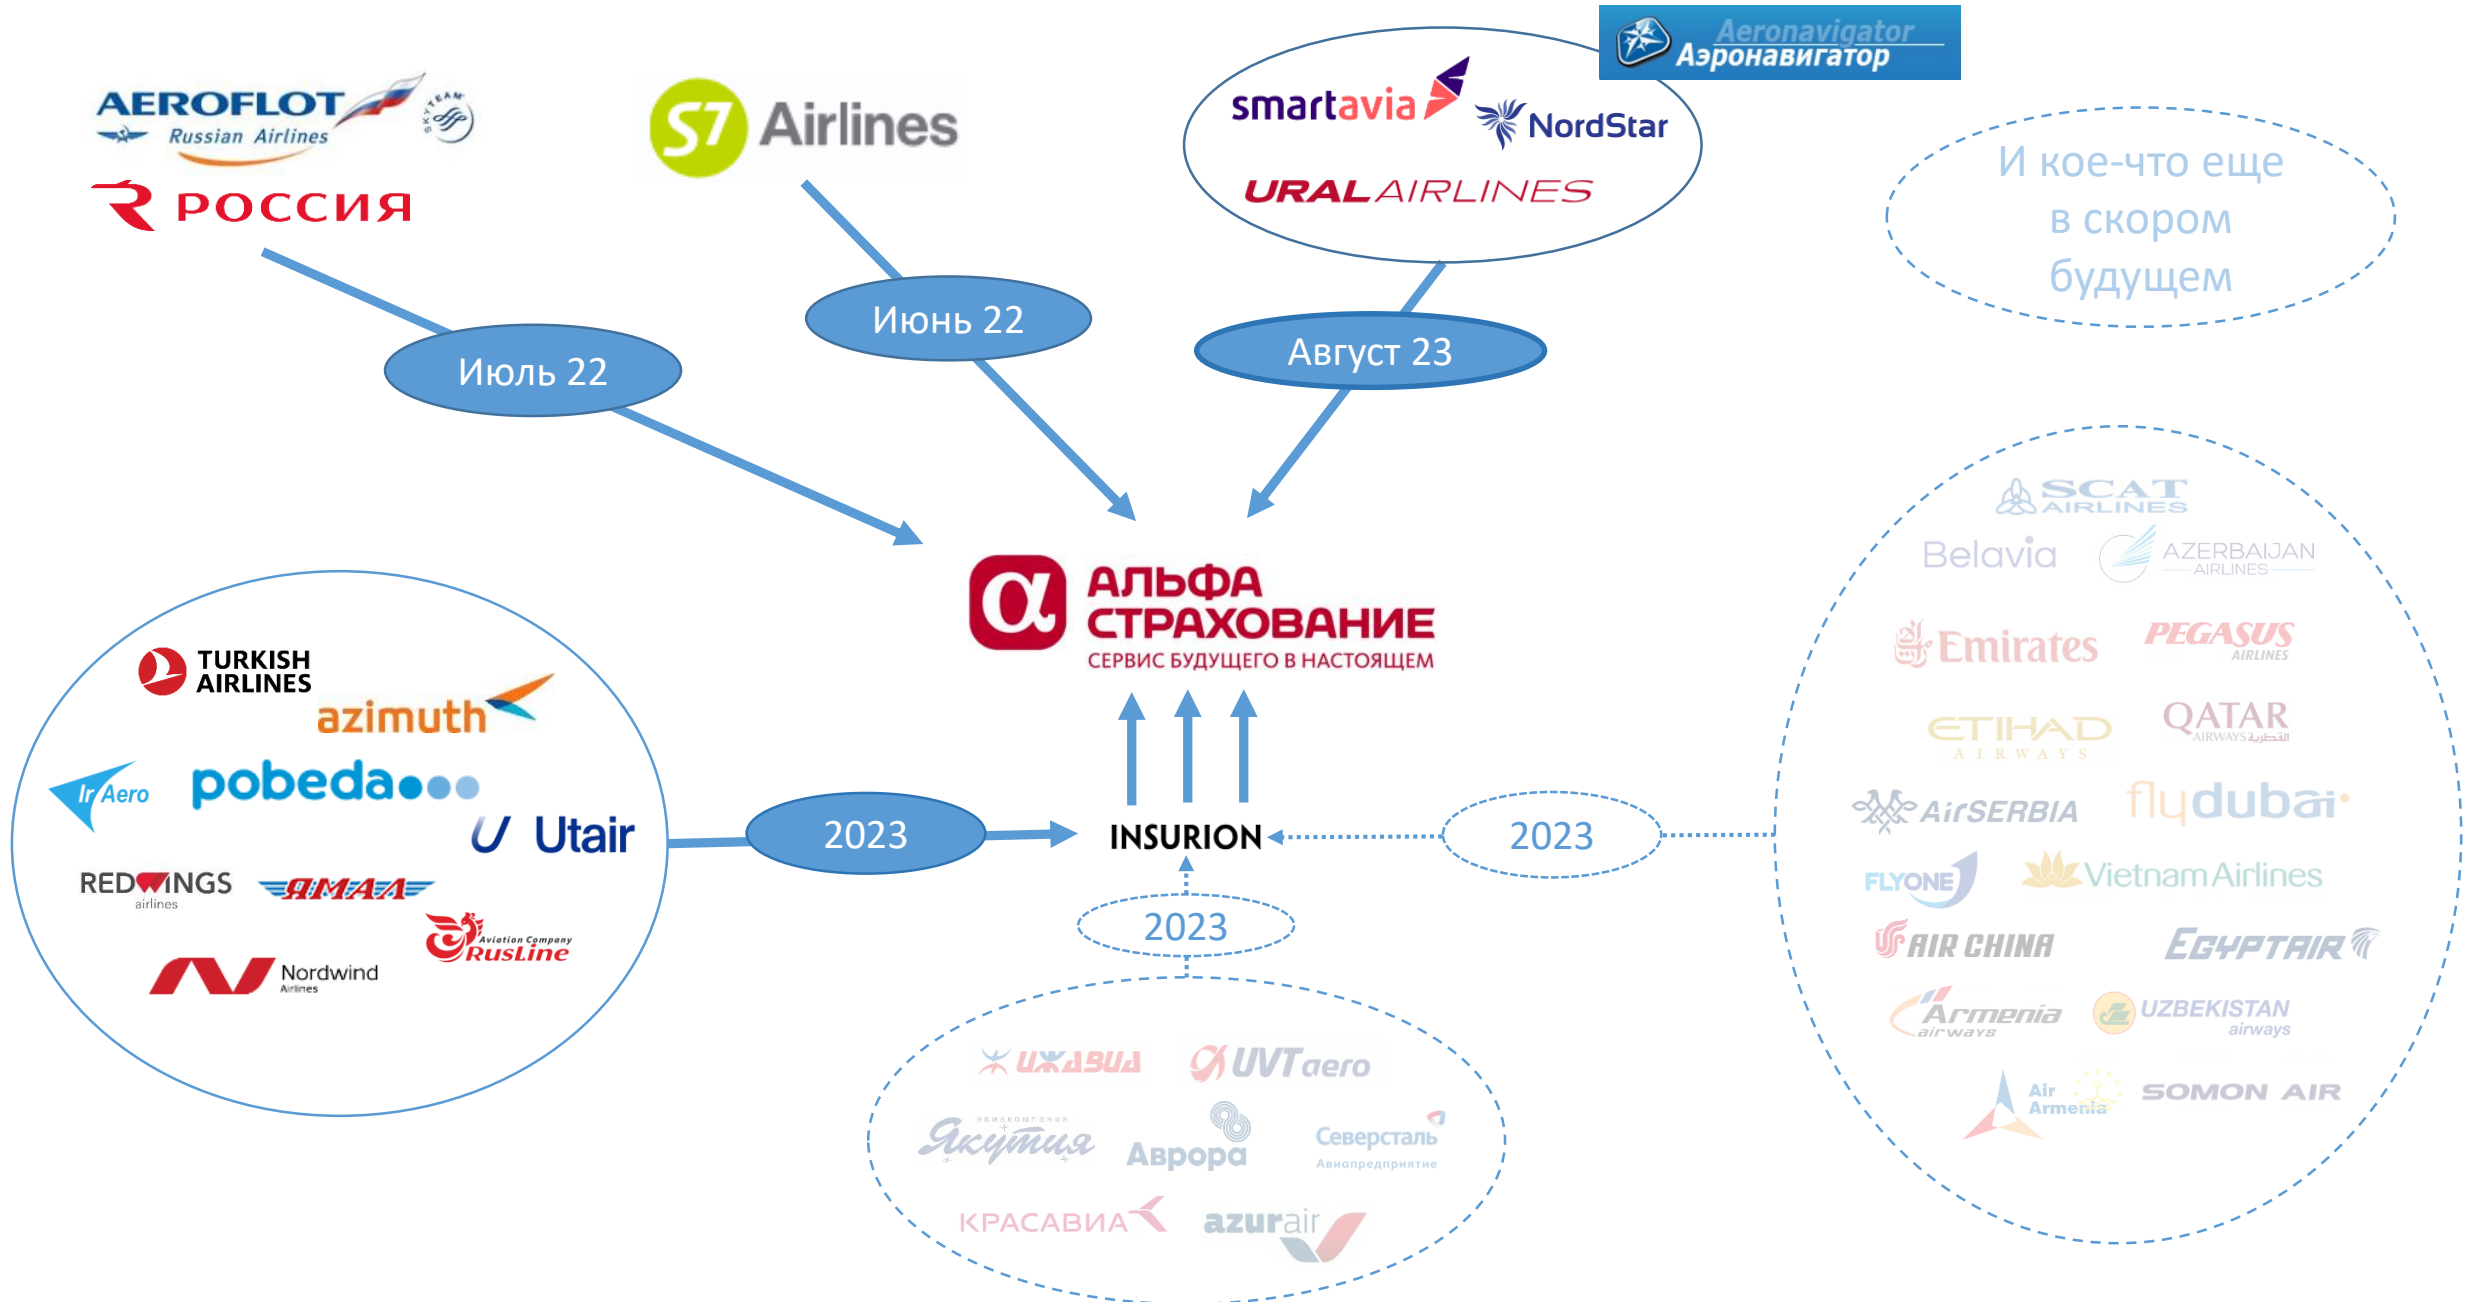 AEROFLOT
Russian Airlines
SKYTEAM
РОССИЯ
S7 Airlines
Aeronavigator
Аэронавигатор
smartavia
NordStar
URAL AIRLINES
И кое-что еще
в скором
будущем
Июль 22
Июнь 22
Август 23
АЛЬФА
СТРАХОВАНИЕ
СЕРВИС БУДУЩЕГО В НАСТОЯЩЕМ
TURKISH
AIRLINES
azimuth
IrAero
pobeda
Utair
REDWINGS
airlines
ЯМАЛ
Aviation Company
RusLine
Nordwind
Airlines
2023
INSURION
2023
2023
ИЖАВИА
UVT aero
авиакомпания
Якутия
Аврора
Северсталь
Авиапредприятие
КРАСАВИА
azurair
SCAT
AIRLINES
Belavia
AZERBAIJAN
AIRLINES
Emirates
PEGASUS
AIRLINES
ETIHAD
AIRWAYS
QATAR
AIRWAYS القطرية
AirSERBIA
flydubai
FLYONE
Vietnam Airlines
AIR CHINA
EGYPTAIR
Armenia
airways
UZBEKISTAN
airways
Air
Armenia
SOMON AIR